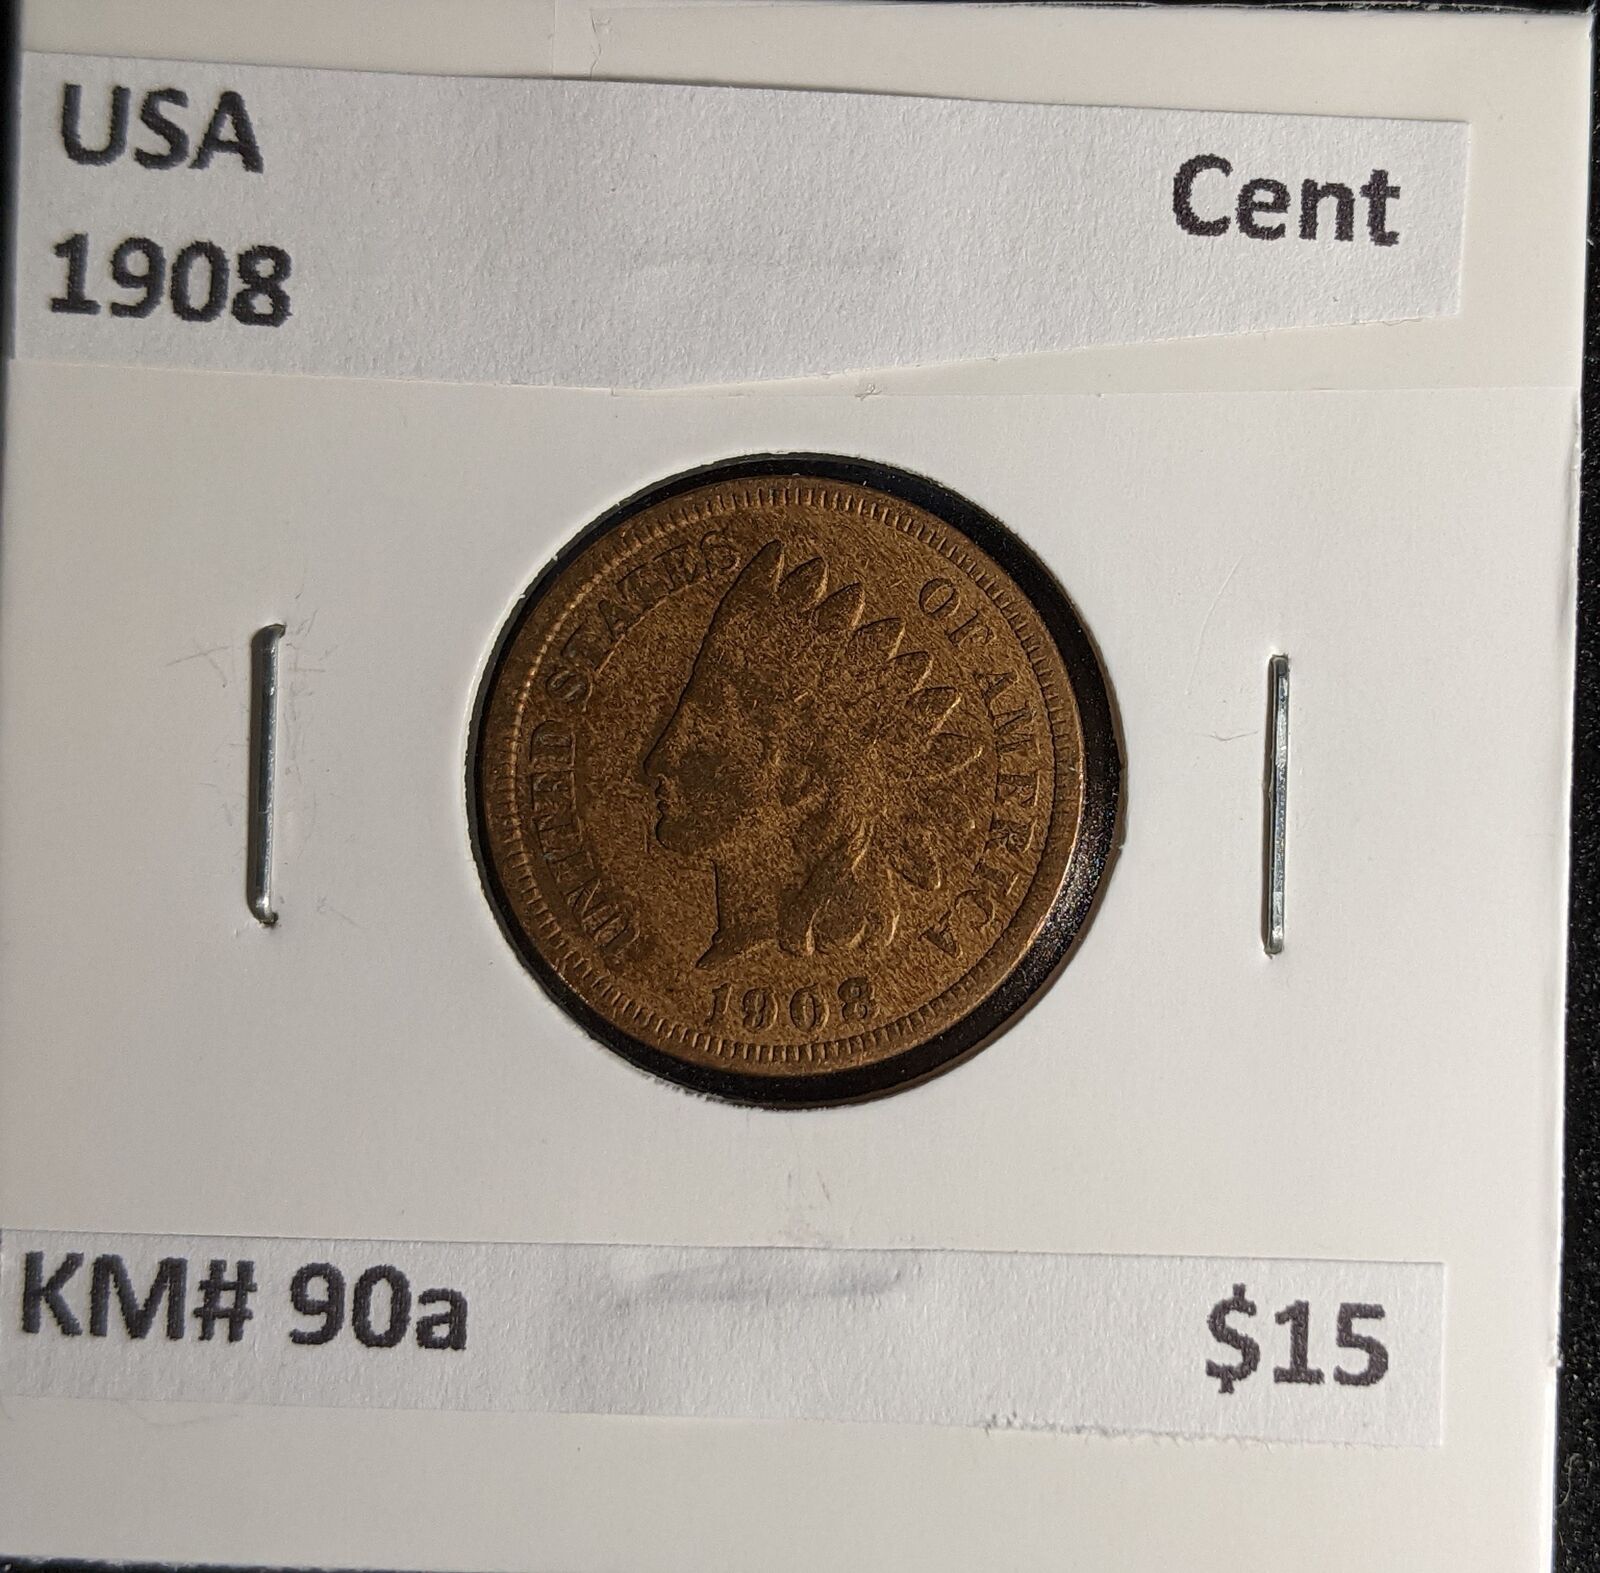 USA
Cent
1908
UNITED STATES OF AMERICA
1908
KM# 90a
$15